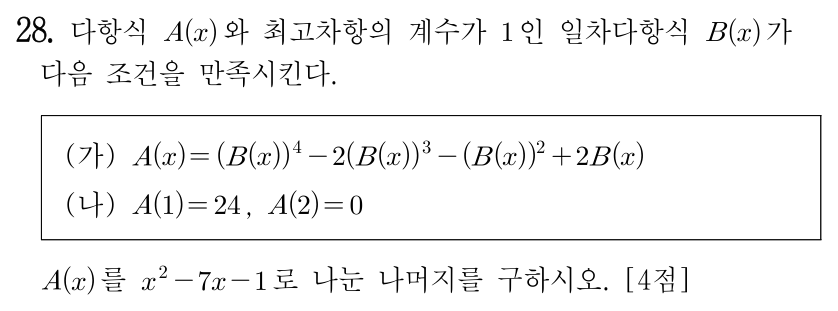 28. 다항식 A(x)와 최고차항의 계수가 1인 일차다항식 B(x)가
다음 조건을 만족시킨다.
(가) A(x)=(B(x))⁴-2(B(x))³-(B(x))²+2B(x)
(나) A(1)=24, A(2)=0
A(x)를 x²-7x-1로 나눈 나머지를 구하시오. [4점]